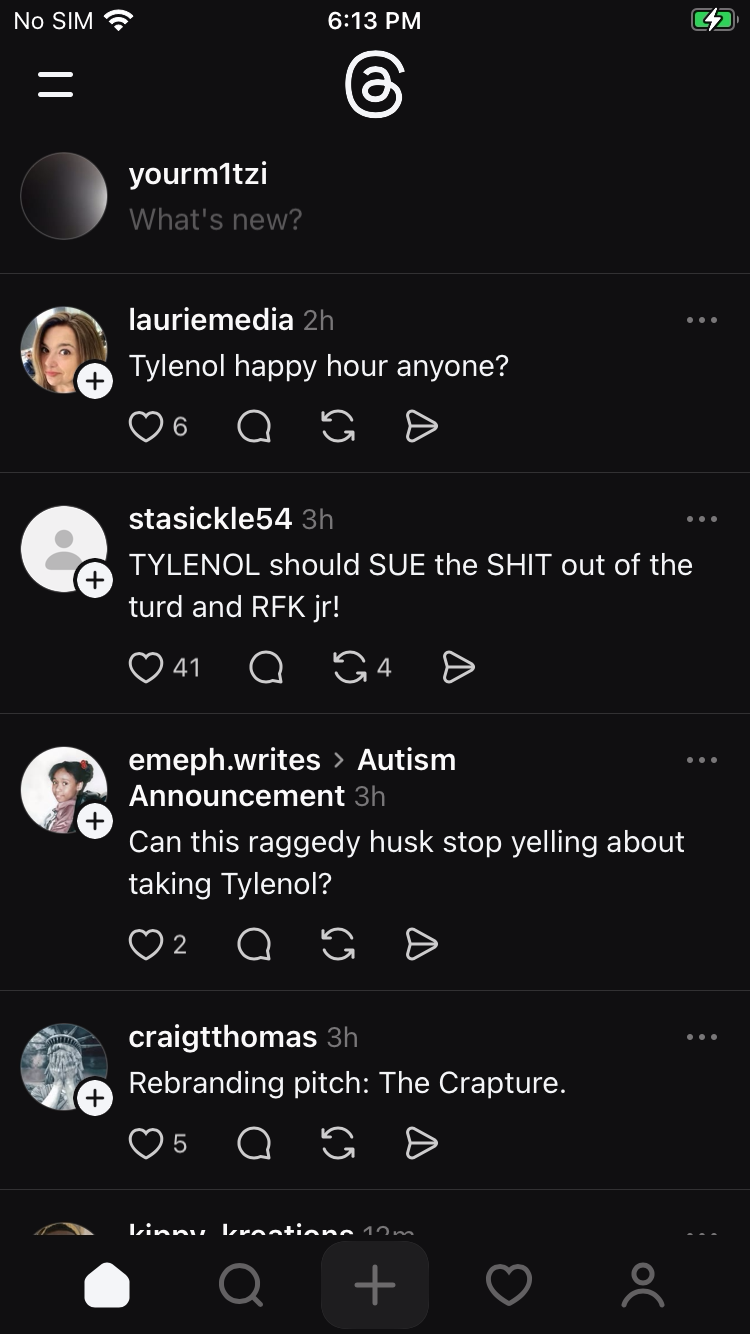 No SIM 6:13 PM
yourm1tzi
What's new?
lauriemedia 2h
Tylenol happy hour anyone?
6
stasickle54 3h
TYLENOL should SUE the SHIT out of the
turd and RFK jr!
41 4
emeph.writes > Autism
Announcement 3h
Can this raggedy husk stop yelling about
taking Tylenol?
2
craigtthomas 3h
Rebranding pitch: The Crapture.
5
kippy_kreations 12m